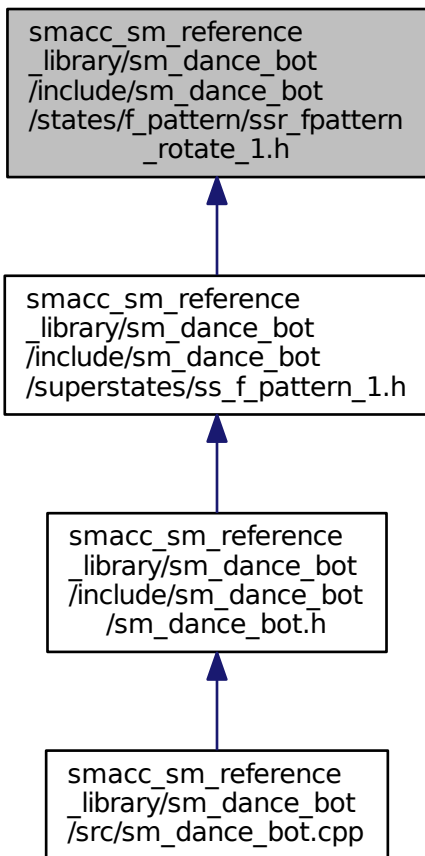 smacc_sm_reference
_library/sm_dance_bot
/include/sm_dance_bot
/states/f_pattern/ssr_fpattern
_rotate_1.h
smacc_sm_reference
_library/sm_dance_bot
/include/sm_dance_bot
/superstates/ss_f_pattern_1.h
smacc_sm_reference
_library/sm_dance_bot
/include/sm_dance_bot
/sm_dance_bot.h
smacc_sm_reference
_library/sm_dance_bot
/src/sm_dance_bot.cpp